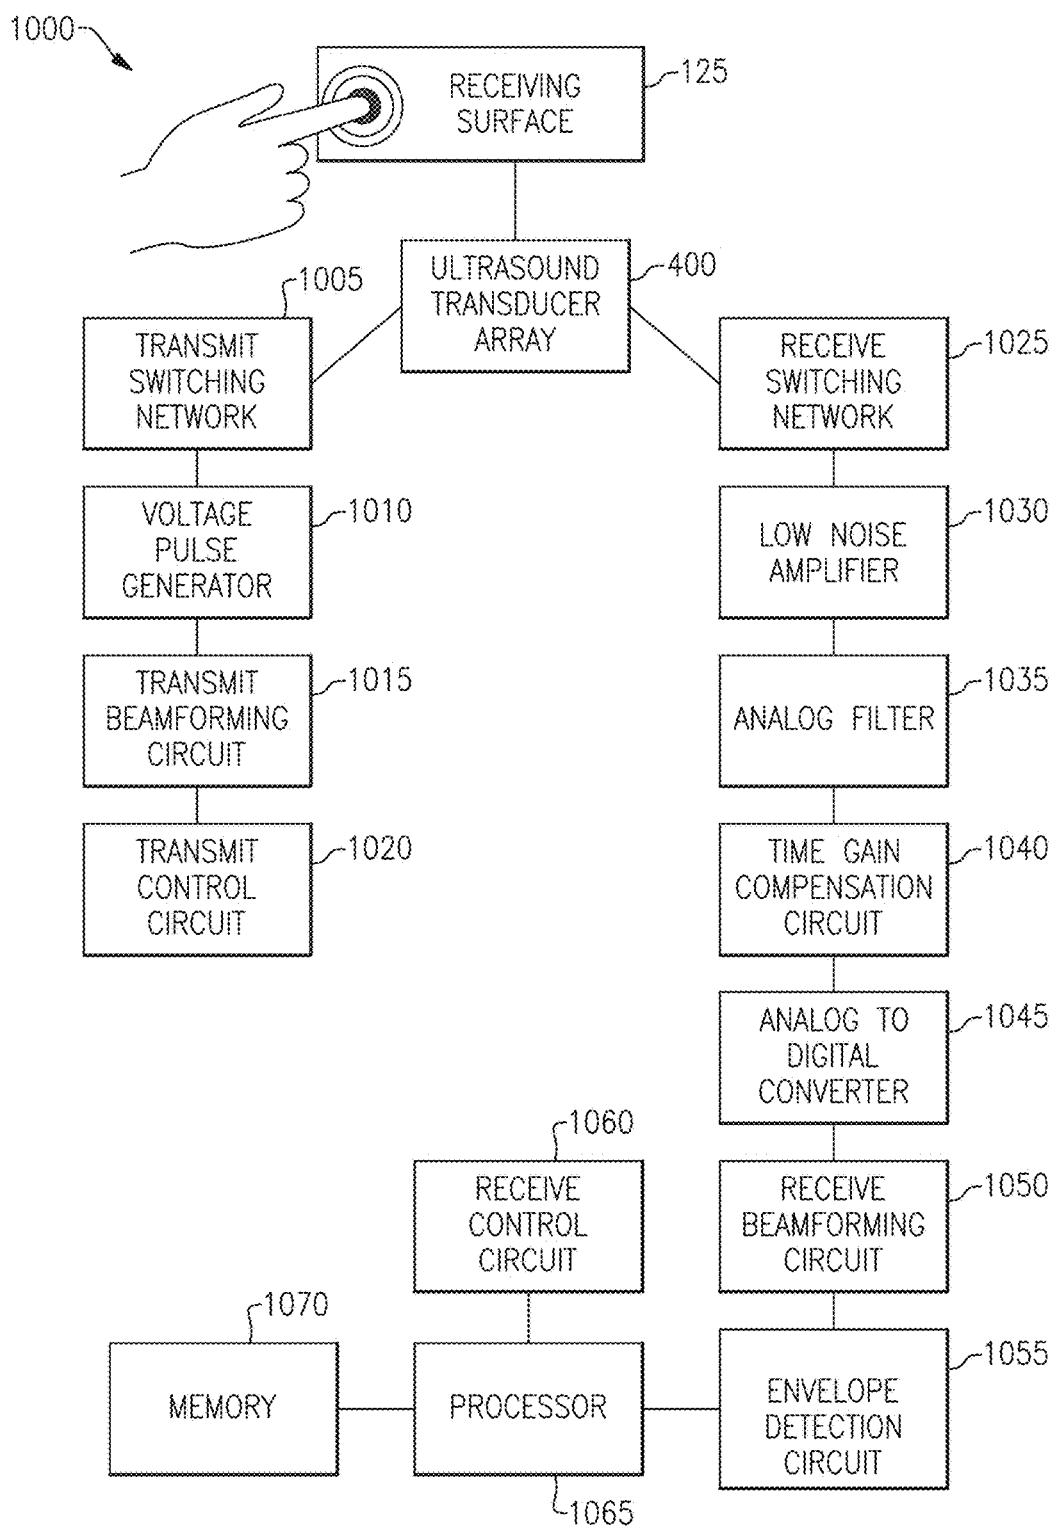 1000
RECEIVING
SURFACE
125
ULTRASOUND
TRANSDUCER
ARRAY
400
1005
TRANSMIT
SWITCHING
NETWORK
VOLTAGE
PULSE
GENERATOR
1010
TRANSMIT
BEAMFORMING
CIRCUIT
1015
TRANSMIT
CONTROL
CIRCUIT
1020
RECEIVE
SWITCHING
NETWORK
1025
LOW NOISE
AMPLIFIER
1030
ANALOG FILTER
1035
TIME GAIN
COMPENSATION
CIRCUIT
1040
ANALOG TO
DIGITAL
CONVERTER
1045
RECEIVE
BEAMFORMING
CIRCUIT
1050
ENVELOPE
DETECTION
CIRCUIT
1055
1060
RECEIVE
CONTROL
CIRCUIT
PROCESSOR
1065
1070
MEMORY